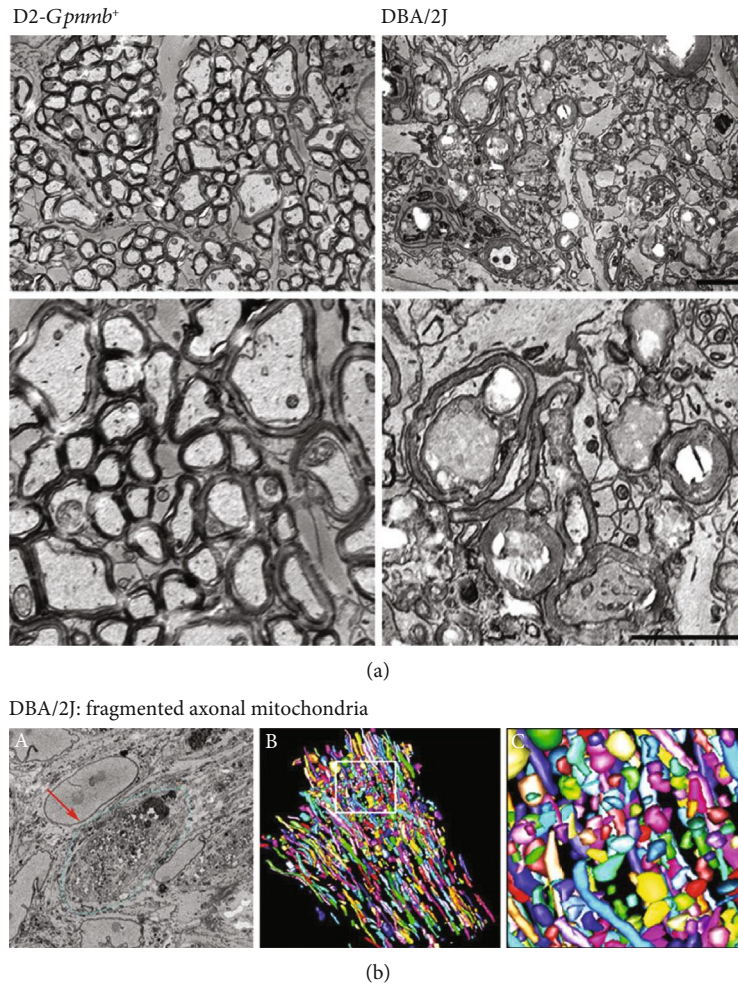 D2-Gpnmb+ DBA/2J
(a)
DBA/2J: fragmented axonal mitochondria
A B C
(b)